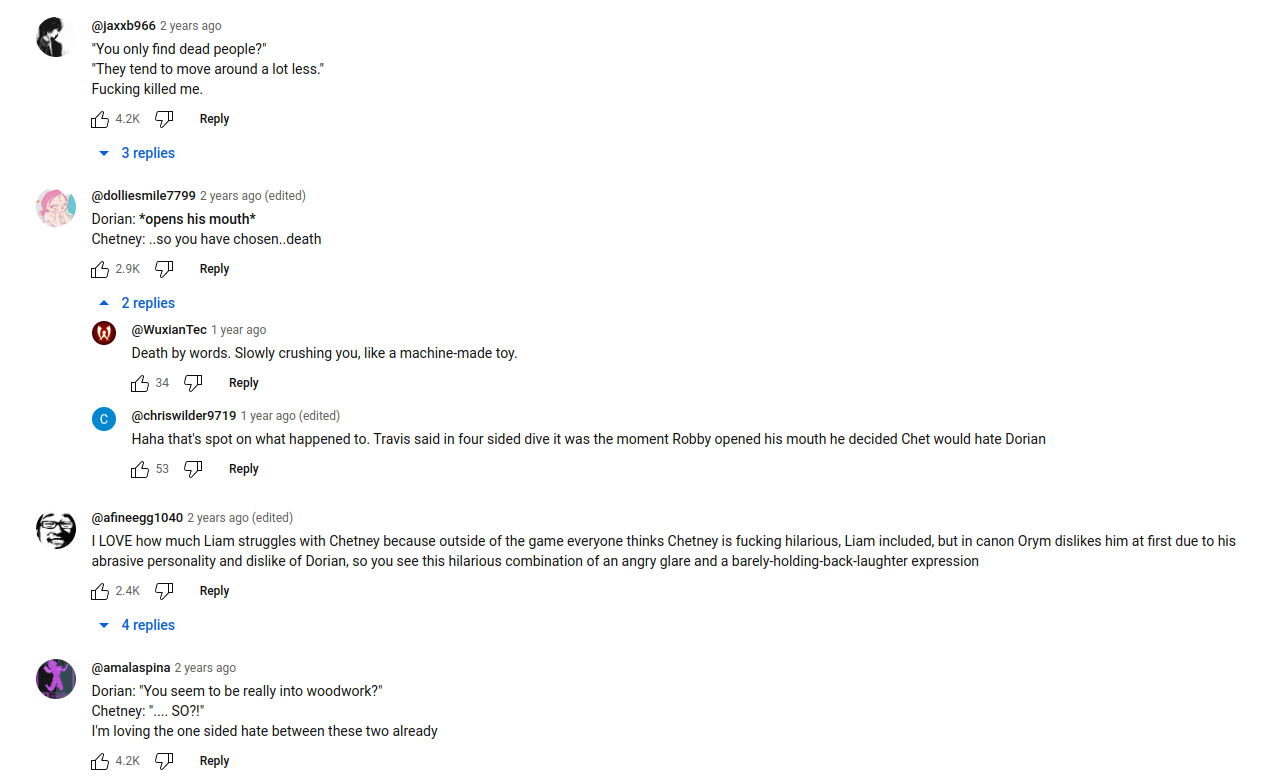 @jaxxb966 2 years ago
"You only find dead people?"
"They tend to move around a lot less."
Fucking killed me.
4.2K Reply
3 replies
@dolliesmile7799 2 years ago (edited)
Dorian: *opens his mouth*
Chetney: ..so you have chosen..death
2.9K Reply
2 replies
@WuxianTec 1 year ago
Death by words. Slowly crushing you, like a machine-made toy.
34 Reply
C
@chriswilder9719 1 year ago (edited)
Haha that's spot on what happened to. Travis said in four sided dive it was the moment Robby opened his mouth he decided Chet would hate Dorian
53 Reply
@afineegg1040 2 years ago (edited)
I LOVE how much Liam struggles with Chetney because outside of the game everyone thinks Chetney is fucking hilarious, Liam included, but in canon Orym dislikes him at first due to his
abrasive personality and dislike of Dorian, so you see this hilarious combination of an angry glare and a barely-holding-back-laughter expression
2.4K Reply
4 replies
@amalaspina 2 years ago
Dorian: "You seem to be really into woodwork?"
Chetney: ".... SO?!"
I'm loving the one sided hate between these two already
4.2K Reply